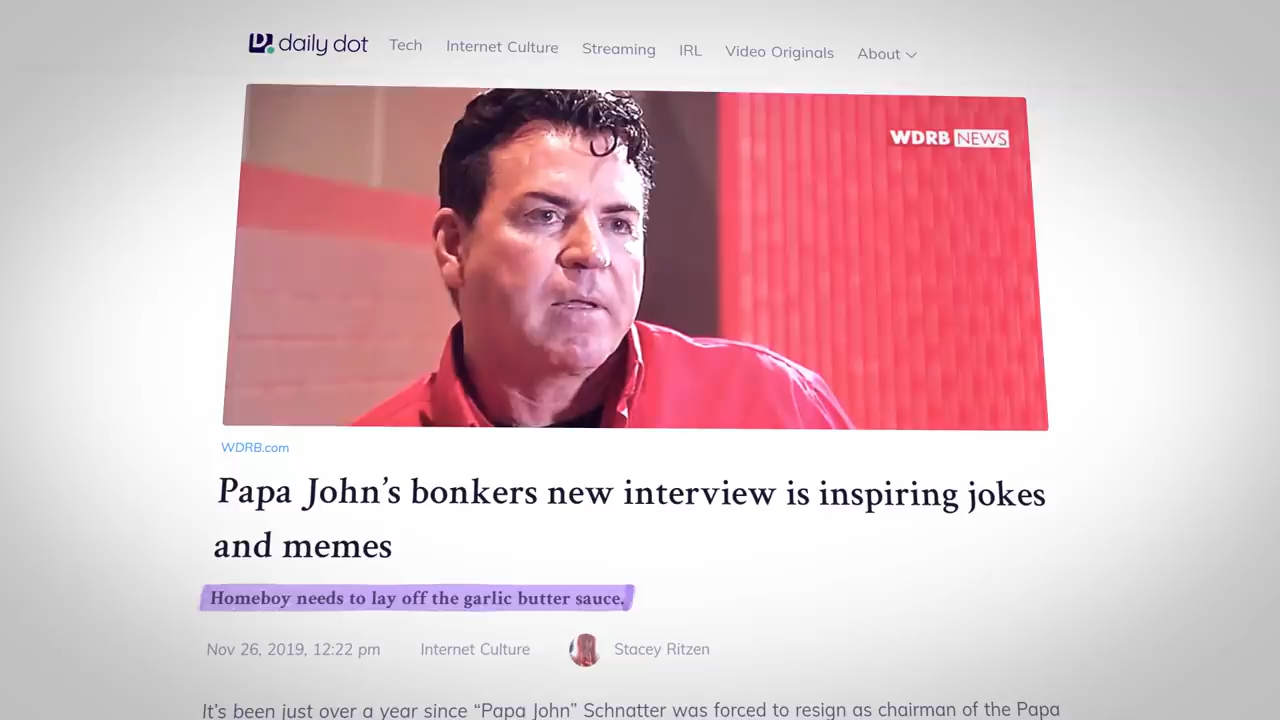 daily dot Tech Internet Culture Streaming IRL Video Originals About
WDRB NEWS
WDRB.com
Papa John's bonkers new interview is inspiring jokes
and memes
Homeboy needs to lay off the garlic butter sauce.
Nov 26, 2019, 12:22 pm Internet Culture Stacey Ritzen
It's been just over a year since “Papa John” Schnatter was forced to resign as chairman of the Papa